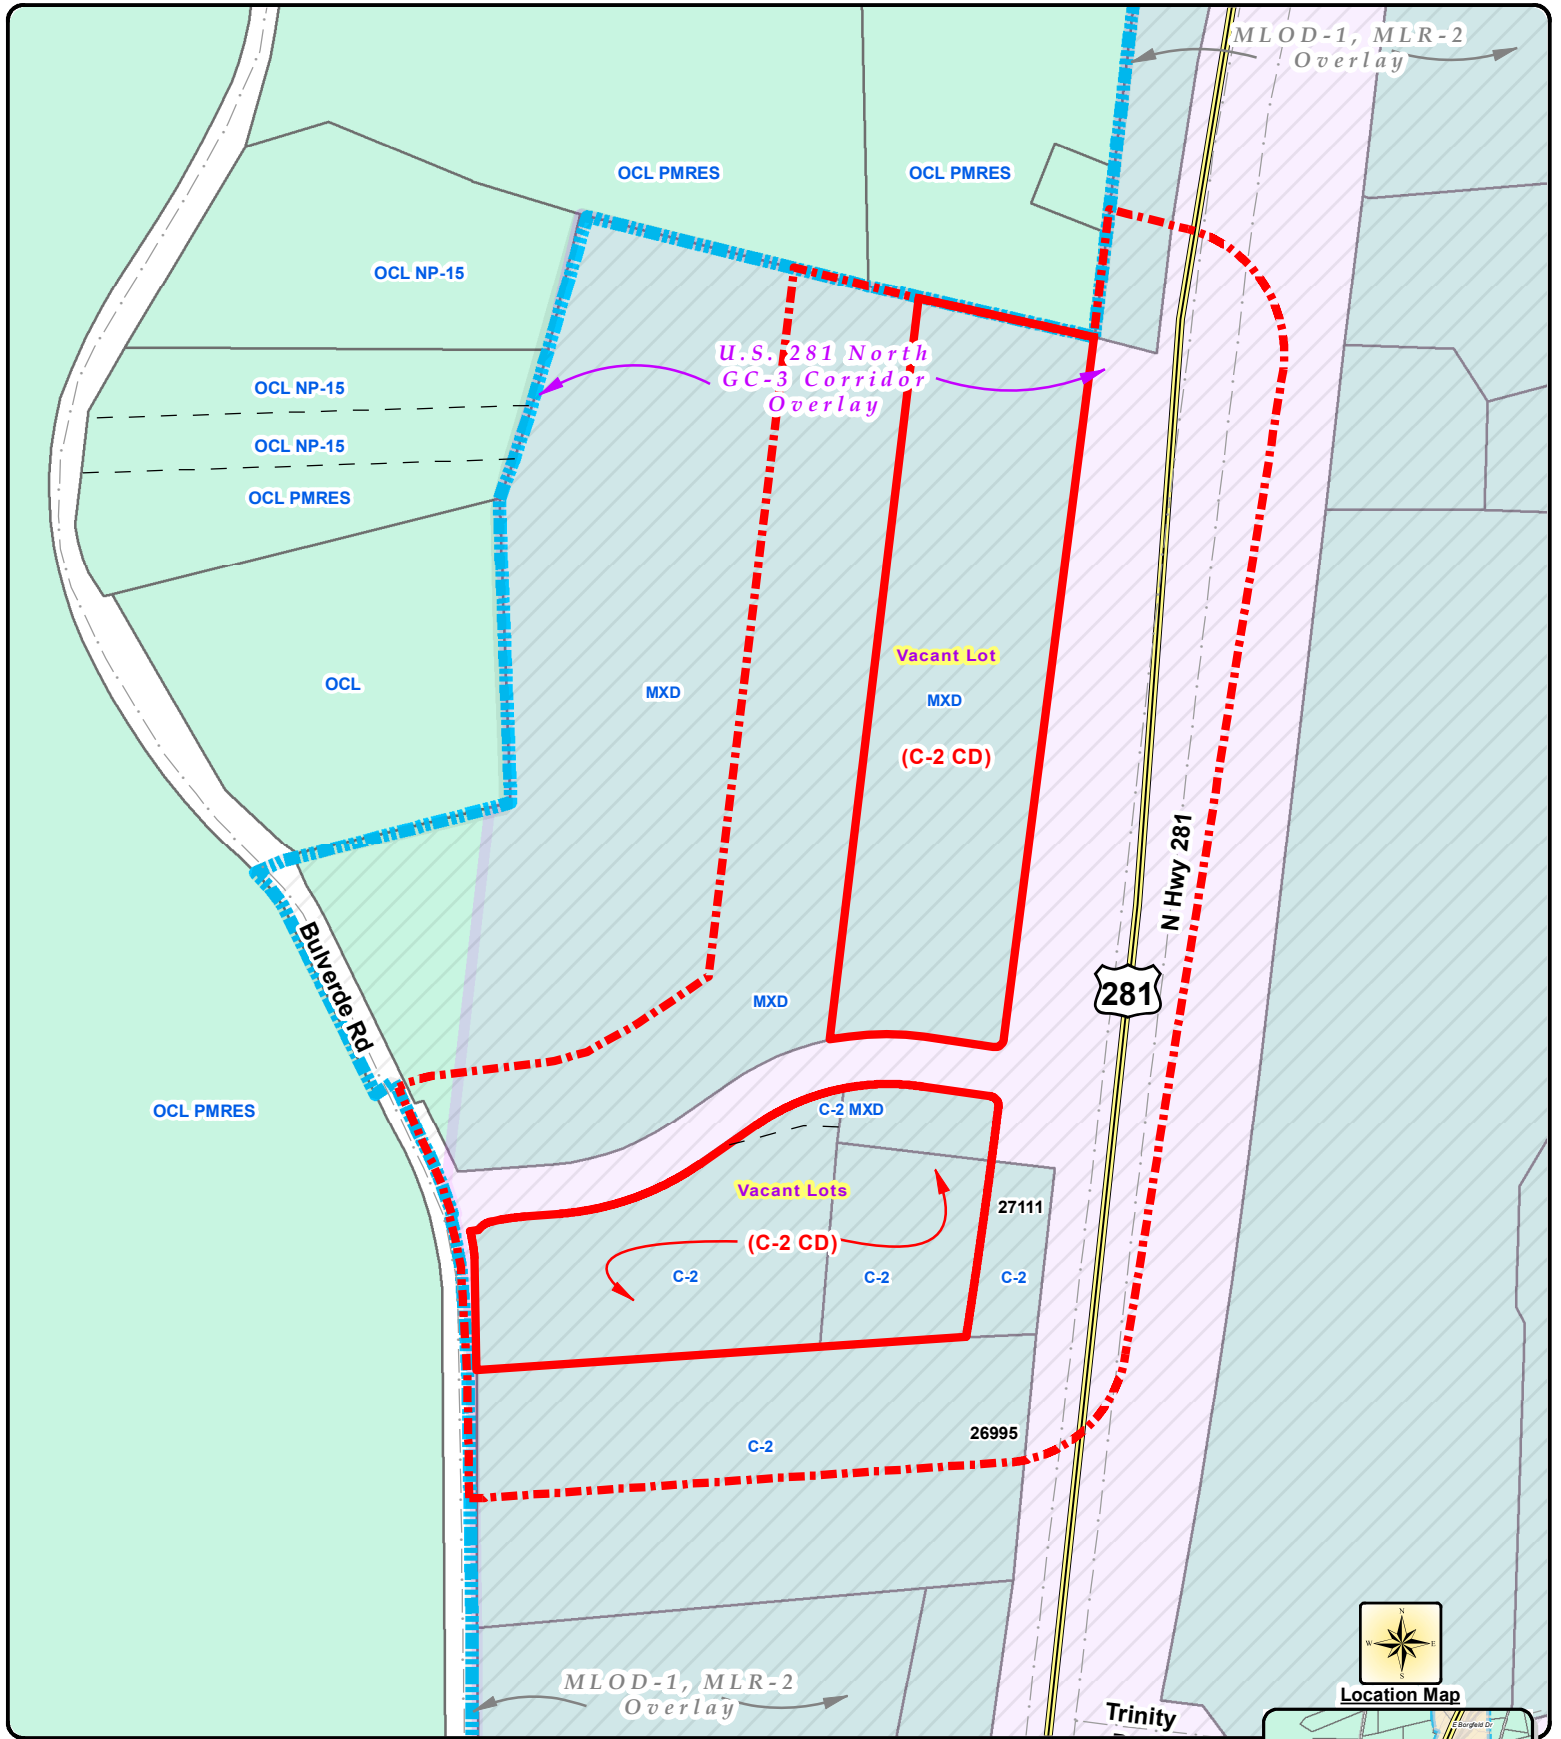 MLOD-1, MLR-2
Overlay
OCL PMRES
OCL PMRES
OCL NP-15
U.S. 281 North
GC-3 Corridor
Overlay
OCL NP-15
OCL NP-15
OCL PMRES
Vacant Lot
OCL
MXD
MXD
(C-2 CD)
N Hwy 281
Bulverde Rd
281
MXD
OCL PMRES
C-2 MXD
Vacant Lots
27111
(C-2 CD)
C-2
C-2
C-2
26995
C-2
N
W
E
S
MLOD-1, MLR-2
Overlay
Location Map
Trinity
E Borgfeld Dr